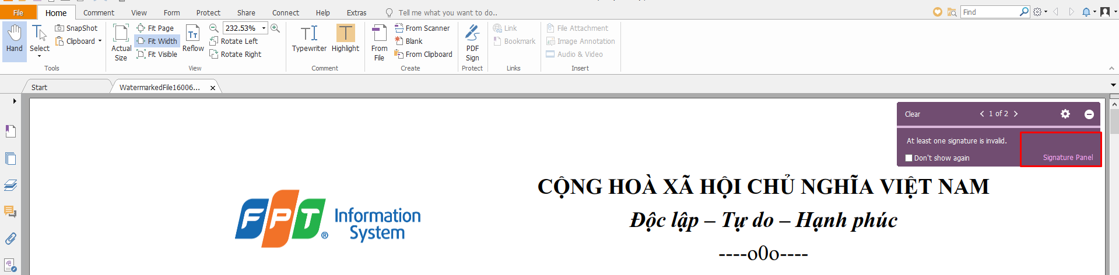 File Home Comment View Form Protect Share Connect Help Extras Tell me what you want to do... Find
Hand
Select
SnapShot
Clipboard
Actual Size
Fit Page
Fit Width
Fit Visible
Reflow
232.53%
Rotate Left
Rotate Right
Typewriter
Highlight
From File
From Scanner
Blank
From Clipboard
PDF Sign
Link
Bookmark
File Attachment
Image Annotation
Audio & Video
Tools View Comment Create Protect Links Insert
Start WatermarkedFile16006...
Clear 1 of 2
At least one signature is invalid.
Don't show again Signature Panel
FPT Information System
CỘNG HOÀ XÃ HỘI CHỦ NGHĨA VIỆT NAM
Độc lập – Tự do – Hạnh phúc
----o0o----